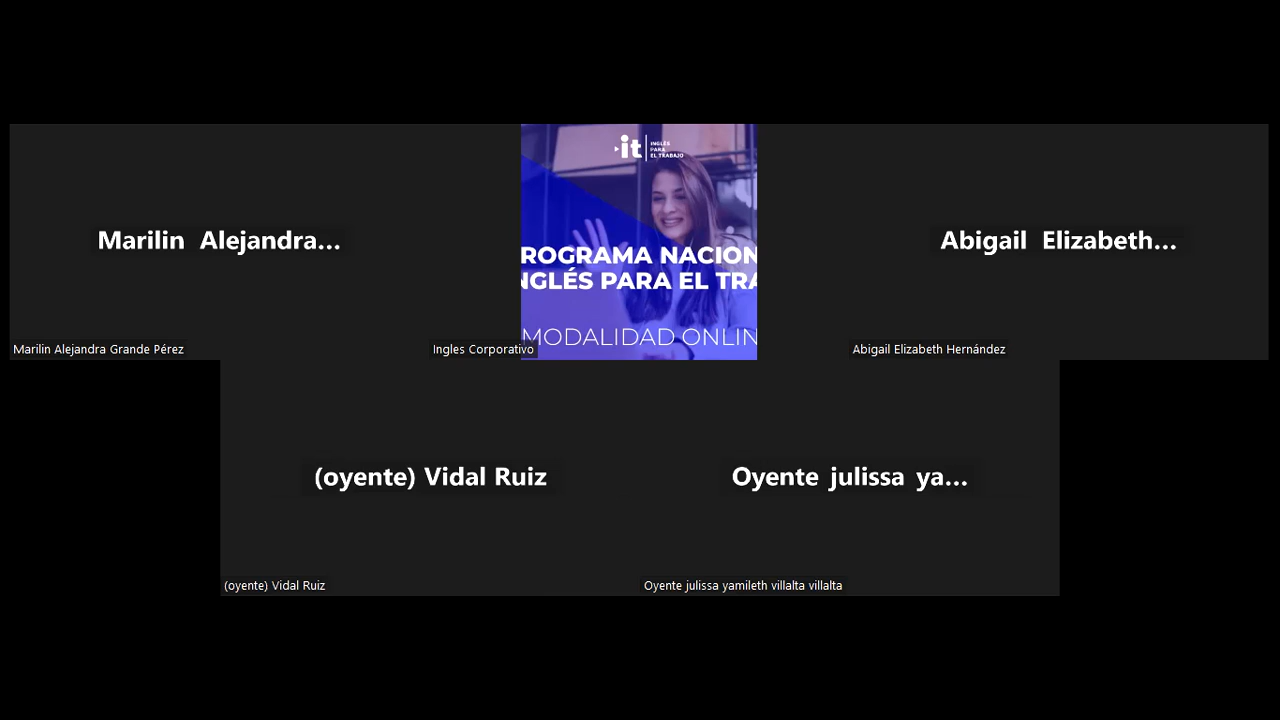 Marilin Alejandra...
Marilin Alejandra Grande Pérez
it
INGLÉS
PARA
EL TRABAJO
ROGRAMA NACION
NGLÉS PARA EL TRA
MODALIDAD ONLIN
Ingles Corporativo
Abigail Elizabeth...
Abigail Elizabeth Hernández
(oyente) Vidal Ruiz
(oyente) Vidal Ruiz
Oyente julissa ya...
Oyente julissa yamileth villalta villalta